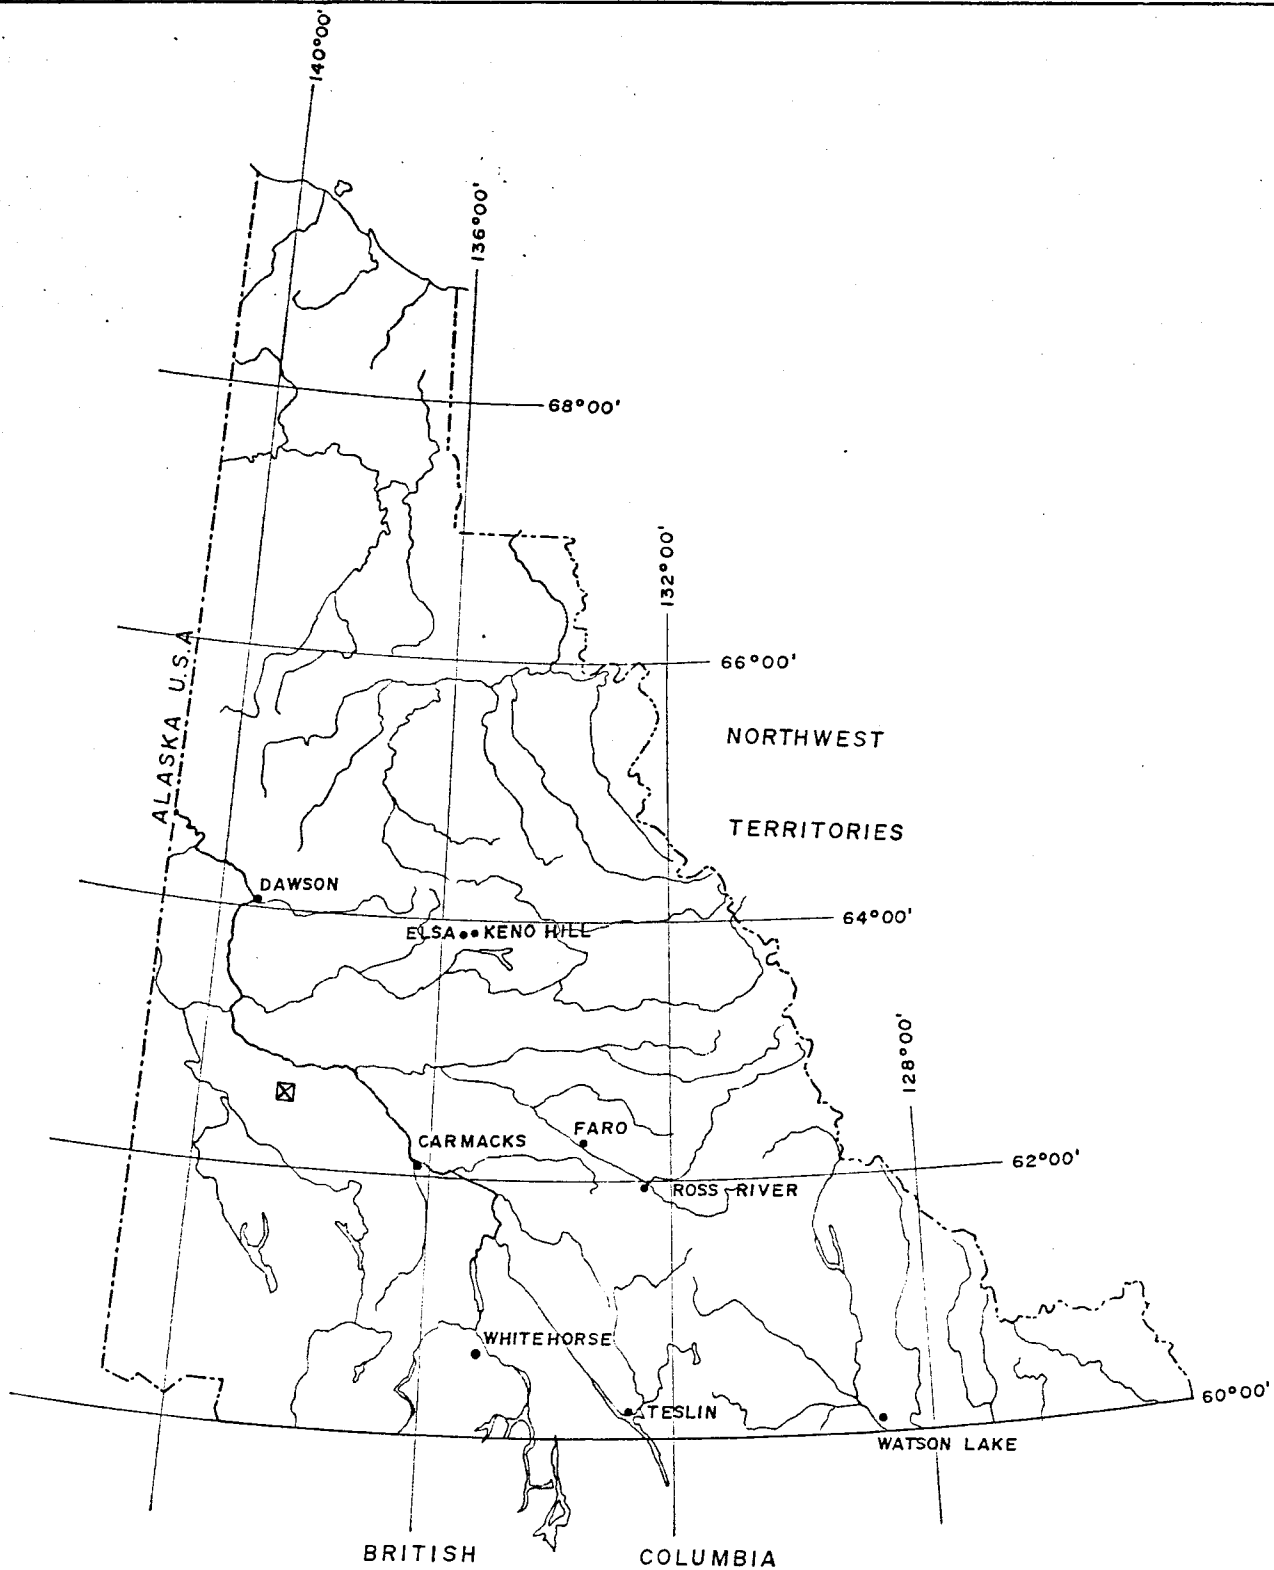 140°00'
136°00'
68°00'
132°00'
66°00'
ALASKA U.S.A
NORTHWEST
TERRITORIES
DAWSON
64°00'
ELSA KENO HILL
128°00'
FARO
CARMACKS
62°00'
ROSS RIVER
WHITEHORSE
60°00'
TESLIN
WATSON LAKE
BRITISH COLUMBIA